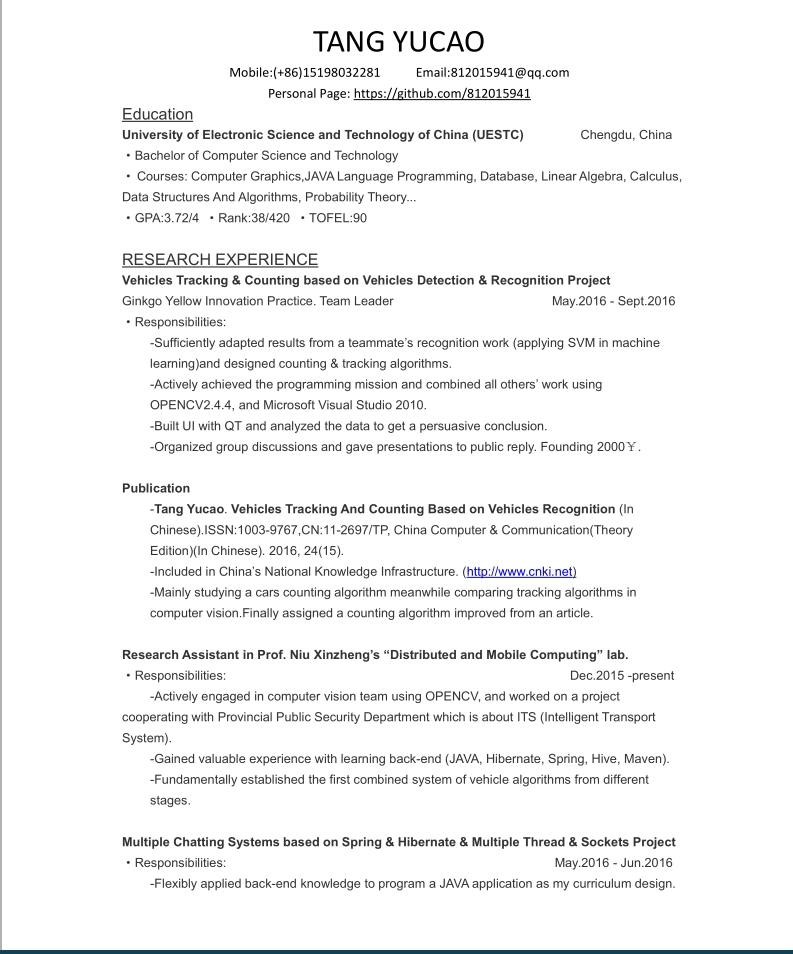 TANG YUCAO
Mobile:(+86)15198032281 Email:812015941@qq.com
Personal Page: https://github.com/812015941
Education
University of Electronic Science and Technology of China (UESTC) Chengdu, China
・Bachelor of Computer Science and Technology
・ Courses: Computer Graphics,JAVA Language Programming, Database, Linear Algebra, Calculus,
Data Structures And Algorithms, Probability Theory...
・GPA:3.72/4 ・Rank:38/420 ・TOFEL:90
RESEARCH EXPERIENCE
Vehicles Tracking & Counting based on Vehicles Detection & Recognition Project
Ginkgo Yellow Innovation Practice. Team Leader May.2016 - Sept.2016
・Responsibilities:
-Sufficiently adapted results from a teammate’s recognition work (applying SVM in machine
learning)and designed counting & tracking algorithms.
-Actively achieved the programming mission and combined all others’ work using
OPENCV2.4.4, and Microsoft Visual Studio 2010.
-Built UI with QT and analyzed the data to get a persuasive conclusion.
-Organized group discussions and gave presentations to public reply. Founding 2000￥.
Publication
-Tang Yucao. Vehicles Tracking And Counting Based on Vehicles Recognition (In
Chinese).ISSN:1003-9767,CN:11-2697/TP, China Computer & Communication(Theory
Edition)(In Chinese). 2016, 24(15).
-Included in China’s National Knowledge Infrastructure. (http://www.cnki.net)
-Mainly studying a cars counting algorithm meanwhile comparing tracking algorithms in
computer vision.Finally assigned a counting algorithm improved from an article.
Research Assistant in Prof. Niu Xinzheng’s “Distributed and Mobile Computing” lab.
・Responsibilities: Dec.2015 -present
-Actively engaged in computer vision team using OPENCV, and worked on a project
cooperating with Provincial Public Security Department which is about ITS (Intelligent Transport
System).
-Gained valuable experience with learning back-end (JAVA, Hibernate, Spring, Hive, Maven).
-Fundamentally established the first combined system of vehicle algorithms from different
stages.
Multiple Chatting Systems based on Spring & Hibernate & Multiple Thread & Sockets Project
・Responsibilities: May.2016 - Jun.2016
-Flexibly applied back-end knowledge to program a JAVA application as my curriculum design.